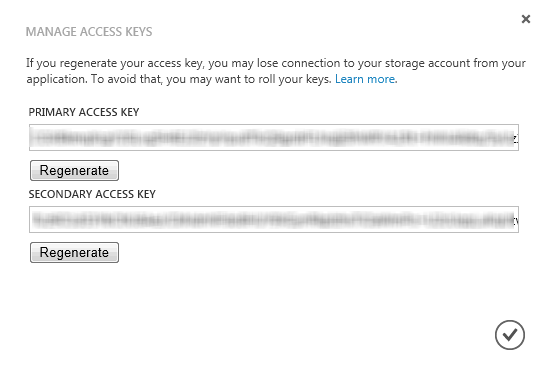 MANAGE ACCESS KEYS
If you regenerate your access key, you may lose connection to your storage account from your
application. To avoid that, you may want to roll your keys. Learn more.
PRIMARY ACCESS KEY
Regenerate
SECONDARY ACCESS KEY
Regenerate